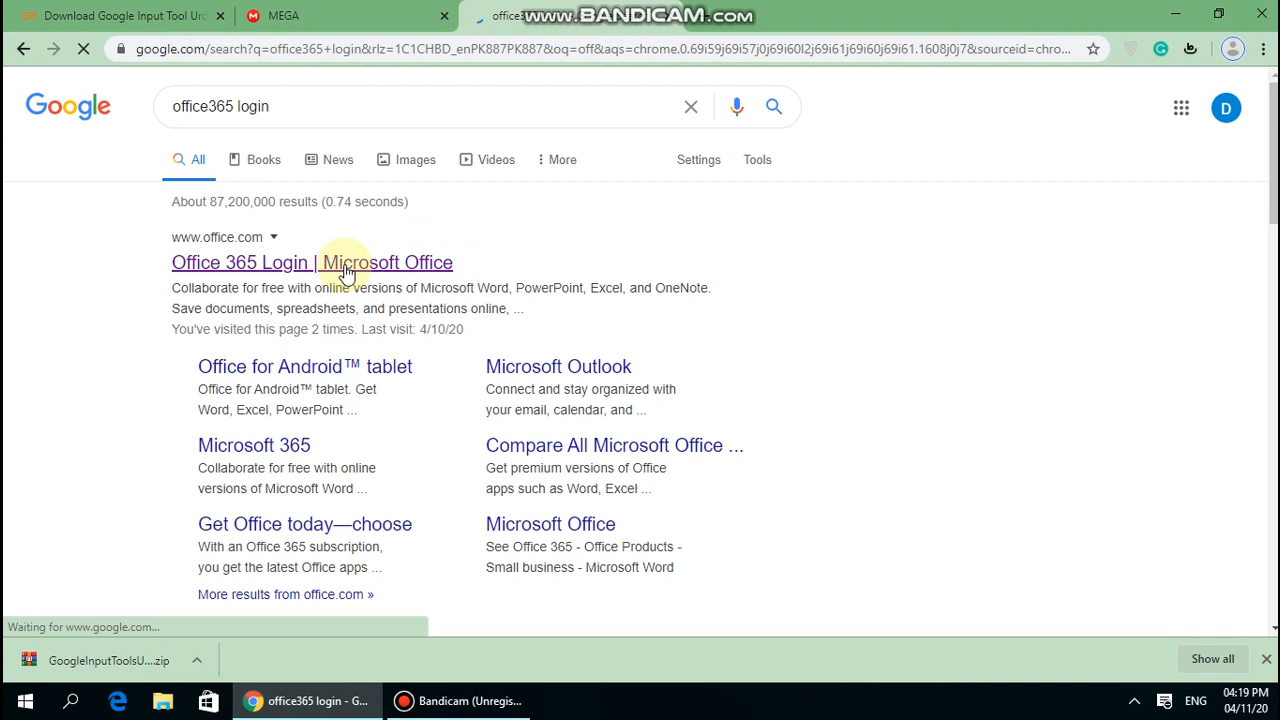 Download Google Input Tool Urd
MEGA
office3
www.BANDICAM.com
google.com/search?q=office365+login&rlz=1C1CHBD_enPK887PK887&oq=off&aqs=chrome.0.69i59l69i57j0j69i60l2j69i61j69i60j69i61.1608j0j7&sourceid=chro...
Google
office365 login
D
All
Books
News
Images
Videos
More
Settings
Tools
About 87,200,000 results (0.74 seconds)
www.office.com
Office 365 Login | Microsoft Office
Collaborate for free with online versions of Microsoft Word, PowerPoint, Excel, and OneNote.
Save documents, spreadsheets, and presentations online, ...
You've visited this page 2 times. Last visit: 4/10/20
Office for Android™ tablet
Office for Android™ tablet. Get
Word, Excel, PowerPoint ...
Microsoft Outlook
Connect and stay organized with
your email, calendar, and ...
Microsoft 365
Collaborate for free with online
versions of Microsoft Word ...
Compare All Microsoft Office ...
Get premium versions of Office
apps such as Word, Excel ...
Get Office today—choose
With an Office 365 subscription,
you get the latest Office apps ...
Microsoft Office
See Office 365 - Office Products -
Small business - Microsoft Word
More results from office.com »
Waiting for www.google.com...
GoogleInputToolsU....zip
Show all
office365 login - G...
Bandicam (Unregis...
ENG
04:19 PM
04/11/20